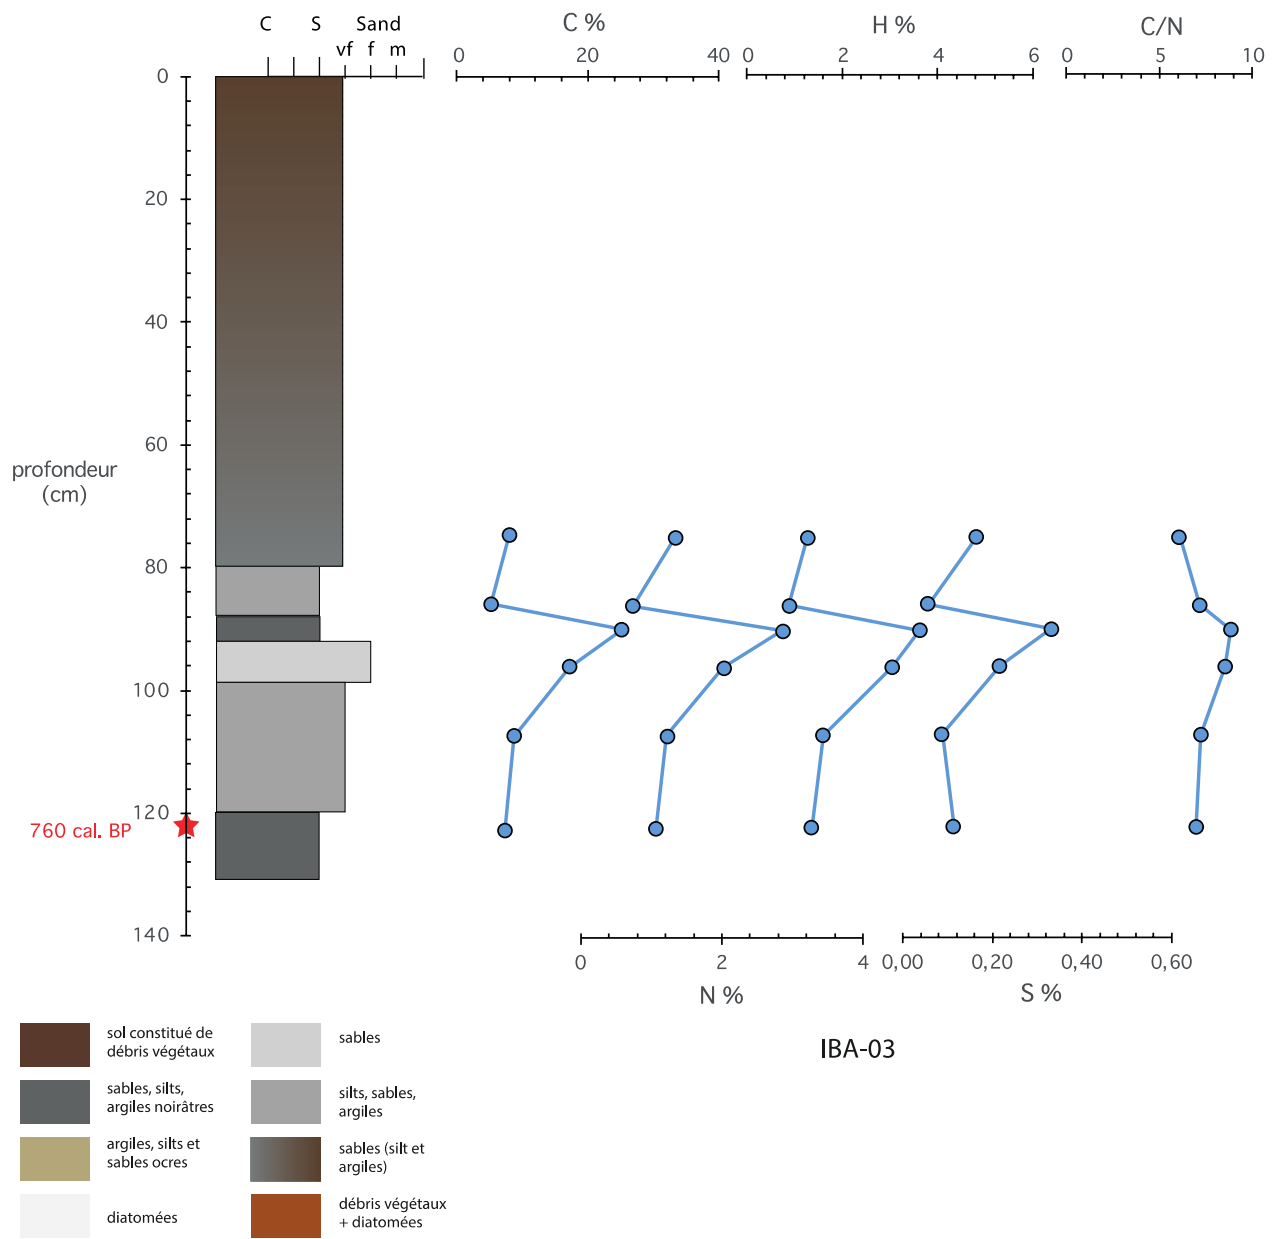 C S Sand
vf f m
C %
0 20 40
H %
0 2 4 6
C/N
0 5 10
0
20
40
60
80
100
120
140
profondeur
(cm)
760 cal. BP
0 2 4
N %
0,00 0,20 0,40 0,60
S %
IBA-03
sol constitué de
débris végétaux
sables, silts,
argiles noirâtres
argiles, silts et
sables ocres
diatomées
sables
silts, sables,
argiles
sables (silt et
argiles)
débris végétaux
+ diatomées